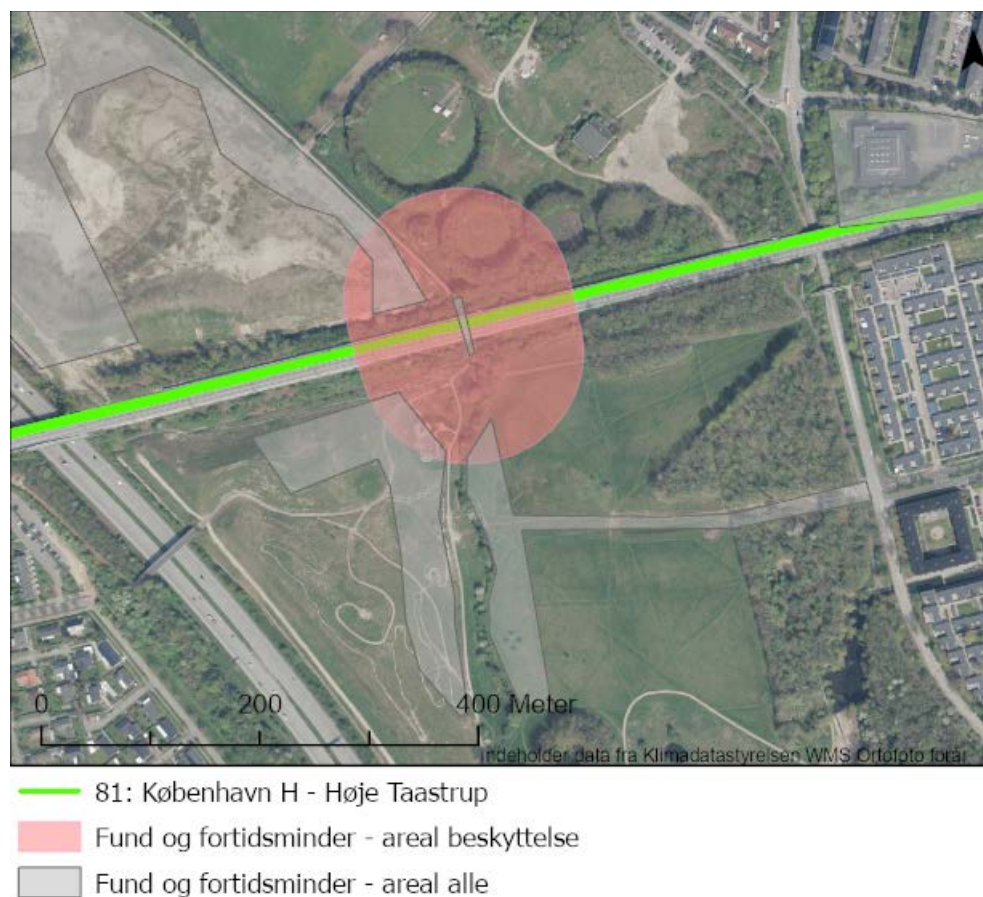 0 200 400 Meter
Indeholder data fra Klimadatastyrelsen WMS Ortofoto forår
81: København H - Høje Taastrup
Fund og fortidsminder - areal beskyttelse
Fund og fortidsminder - areal alle